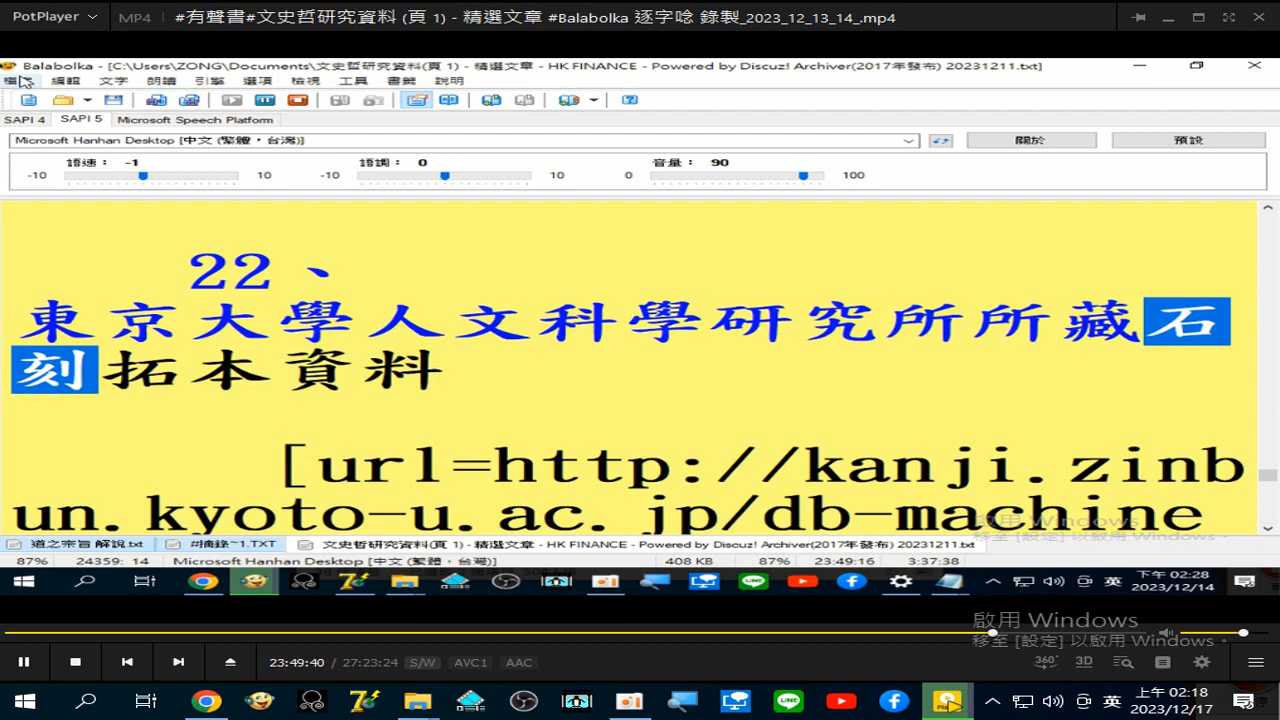 PotPlayer
MP4
#有聲書#文史哲研究資料 (頁 1) - 精選文章 #Balabolka 逐字唸 錄製_2023_12_13_14_.mp4
Balabolka - [C:\Users\ZONG\Documents\文史哲研究資料(頁 1) - 精選文章 - HK FINANCE - Powered by Discuz! Archiver(2017年發布) 20231211.txt]
檔案 編輯 文字 朗讀 引擎 選項 檢視 工具 書籤 說明
SAPI 4 SAPI 5 Microsoft Speech Platform
Microsoft Hanhan Desktop [中文 (繁體，台灣)]
關於 預設
語速： -1 語調： 0 音量： 90
-10 10 -10 10 0 100
22、
東京大學人文科學研究所所藏石
刻拓本資料
[url=http://kanji.zinb
un.kyoto-u.ac.jp/db-machine
啟用 Windows
移至 [設定] 以啟用 Windows。
道之宗旨 解說.txt #摘錄~1.TXT 文史哲研究資料(頁 1) - 精選文章 - HK FINANCE - Powered by Discuz! Archiver(2017年發布) 20231211.txt
87% 24359: 14 Microsoft Hanhan Desktop [中文 (繁體，台灣)] 408 KB 87% 23:49:16 3:37:38
英 下午 02:28
2023/12/14
啟用 Windows
移至 [設定] 以啟用 Windows。
23:49:40 / 27:23:24 S/W AVC1 AAC
360° 3D
英 上午 02:18
2023/12/17